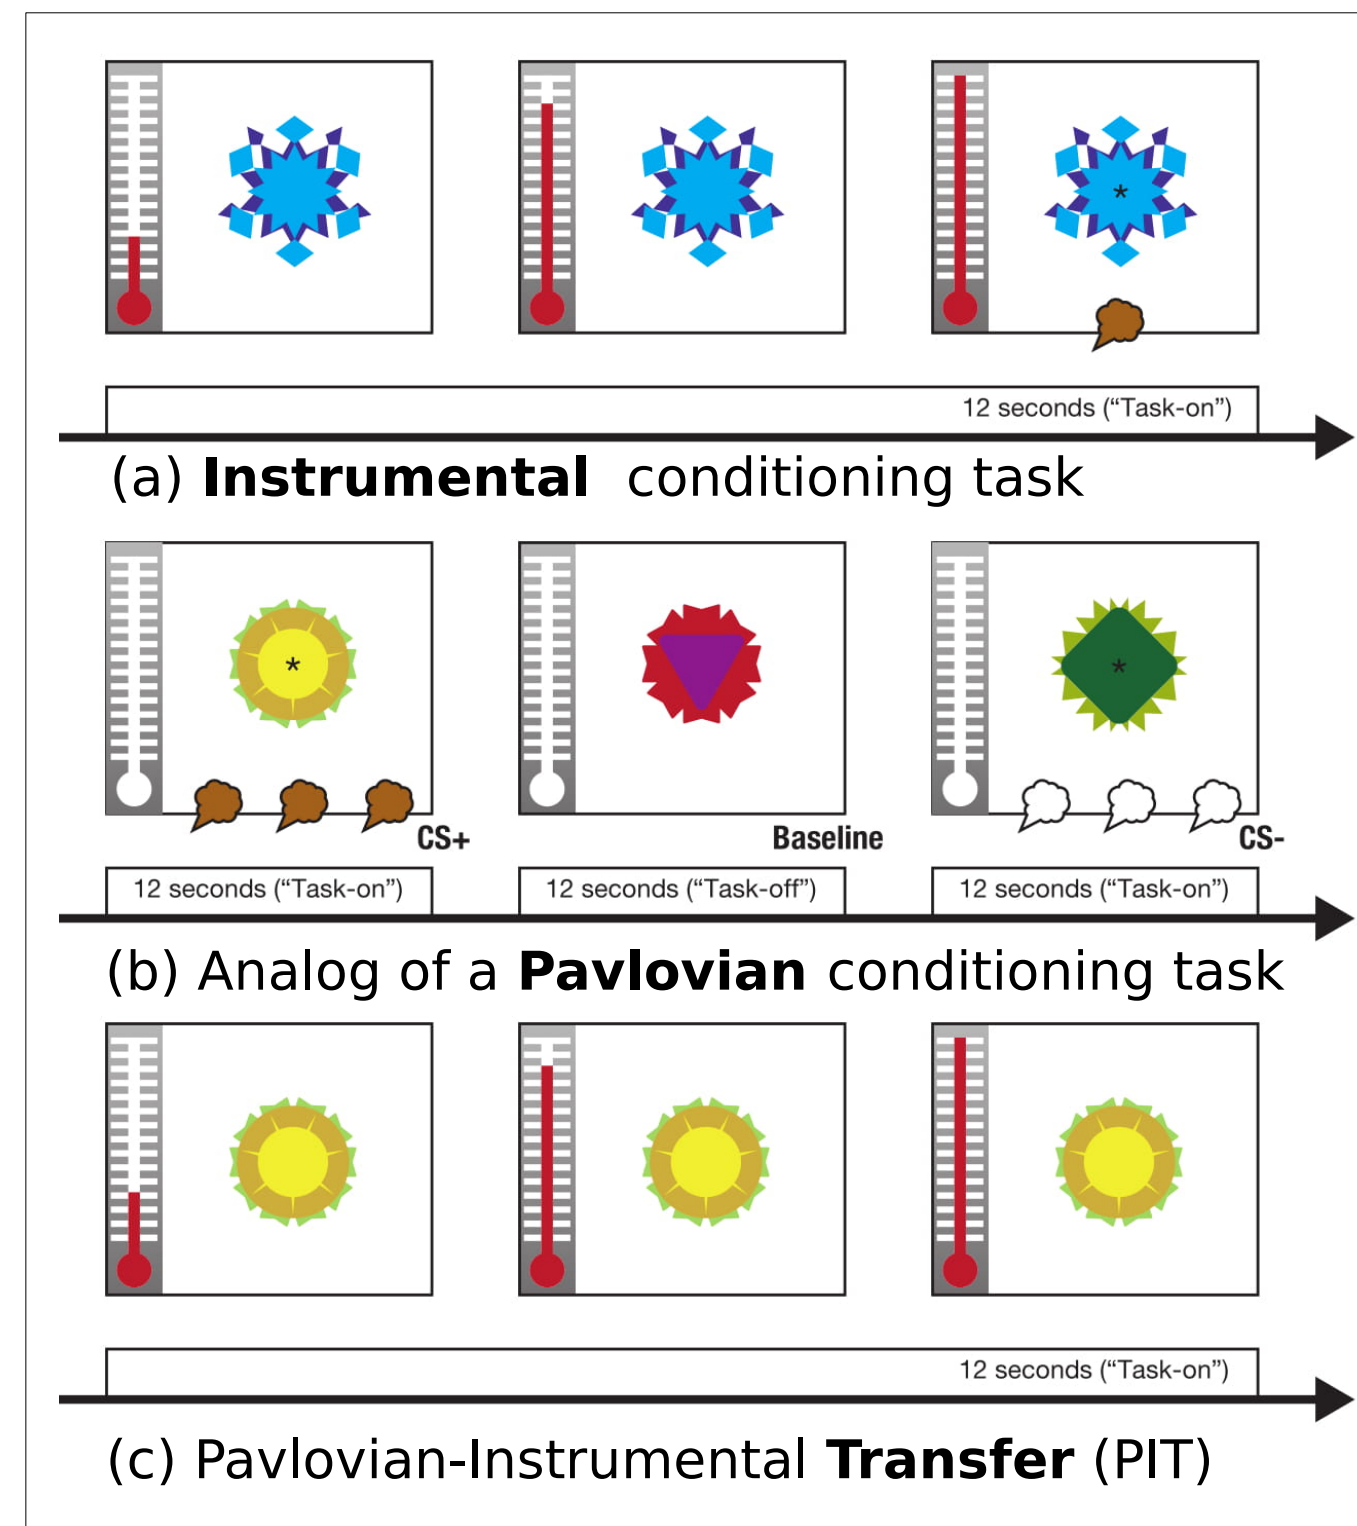 *
12 seconds (“Task-on”)
(a) Instrumental conditioning task
*
*
CS+
Baseline
CS-
12 seconds (“Task-on”)
12 seconds (“Task-off”)
12 seconds (“Task-on”)
(b) Analog of a Pavlovian conditioning task
12 seconds (“Task-on”)
(c) Pavlovian-Instrumental Transfer (PIT)